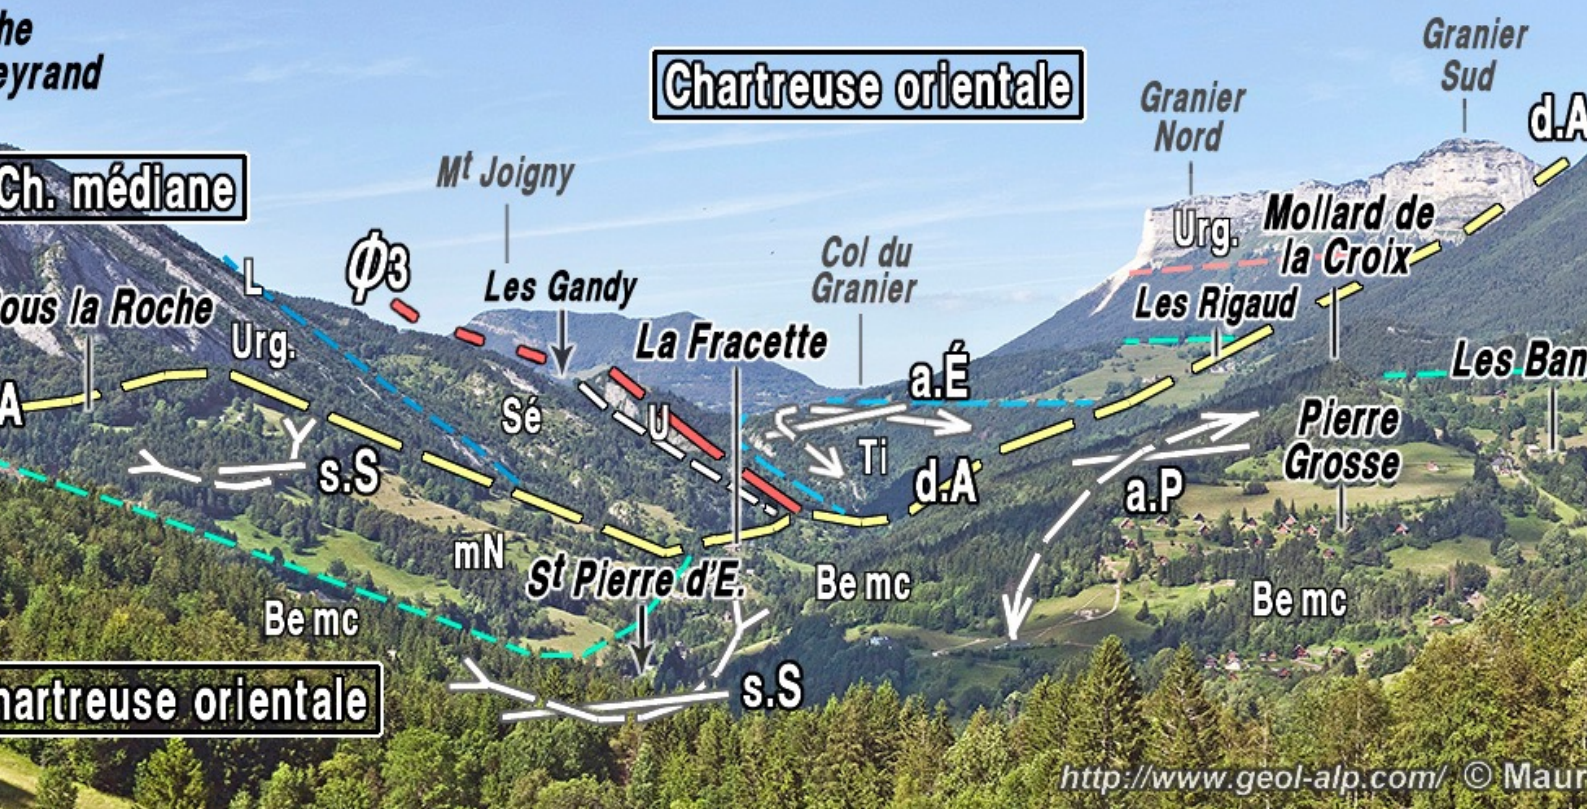 he
eyrand
Chartreuse orientale
Granier
Sud
Granier
Nord
d.A
Ch. médiane
Mt Joigny
Urg.
Mollard de
la Croix
ϕ3
L
Les Gandy
Col du
Granier
ous la Roche
Les Rigaud
Urg.
La Fracette
Les Ban
A
Sé
U
a.É
Ti
Pierre
Grosse
s.S
d.A
a.P
mN
St Pierre d'E.
Be mc
Be mc
Be mc
hartreuse orientale
s.S
http://www.geol-alp.com/ © Maur